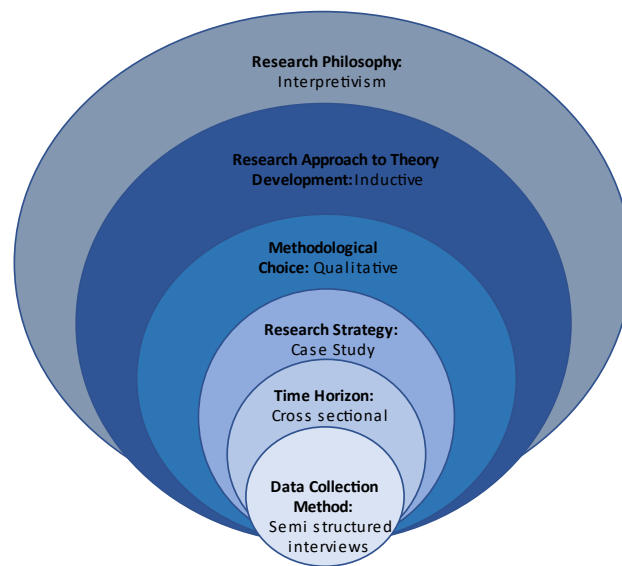 Research Philosophy:
Interpretivism
Research Approach to Theory
Development: Inductive
Methodological
Choice: Qualitative
Research Strategy:
Case Study
Time Horizon:
Cross sectional
Data Collection
Method:
Semi structured
interviews